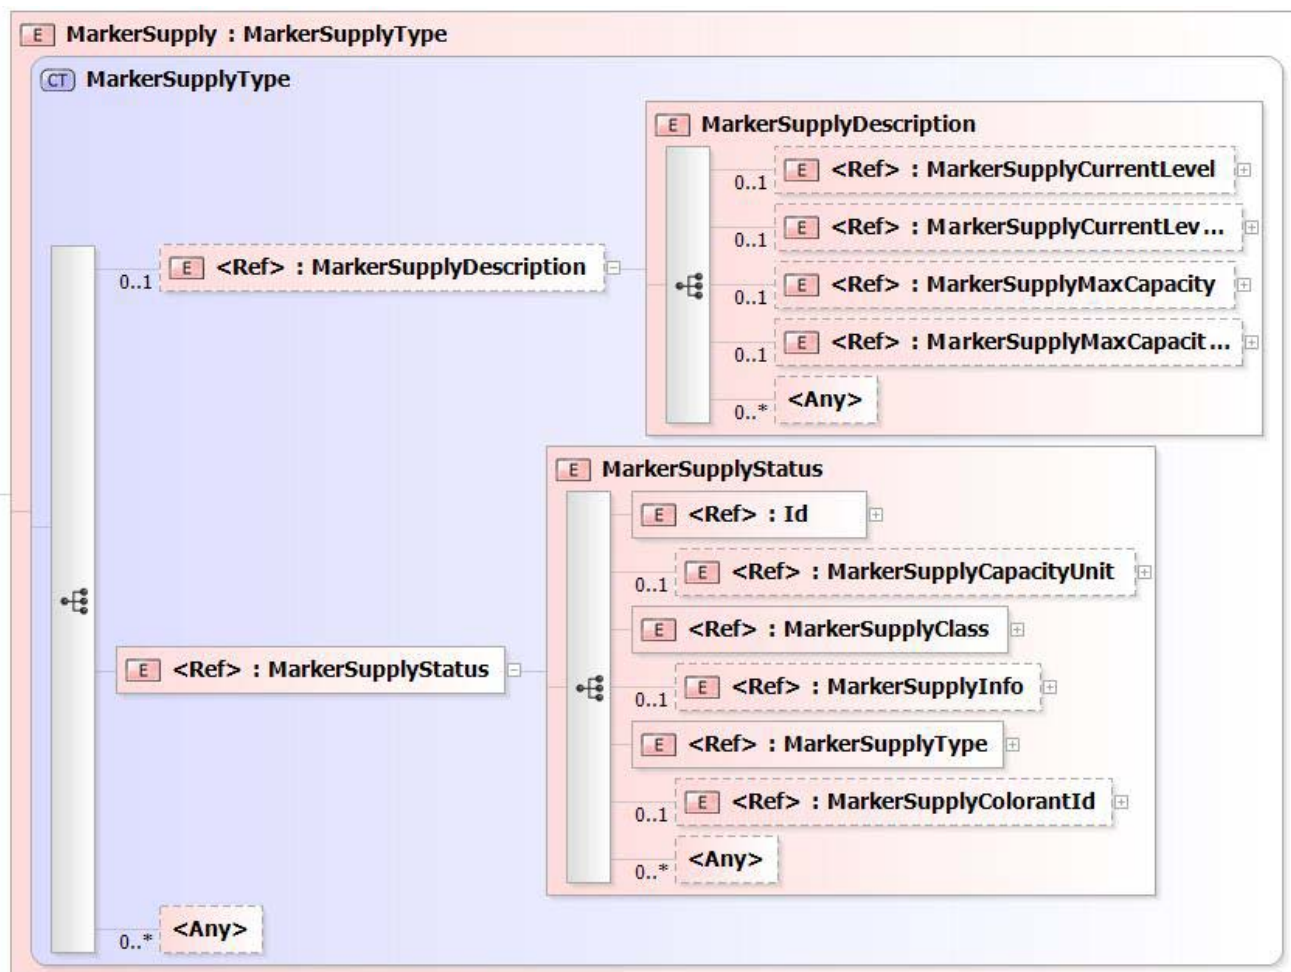 E MarkerSupply : MarkerSupplyType
CT MarkerSupplyType
E MarkerSupplyDescription
0..1 E <Ref> : MarkerSupplyCurrentLevel
0..1 E <Ref> : MarkerSupplyCurrentLev...
0..1 E <Ref> : MarkerSupplyDescription
0..1 E <Ref> : MarkerSupplyMaxCapacity
0..1 E <Ref> : MarkerSupplyMaxCapacit...
0..* <Any>
E MarkerSupplyStatus
E <Ref> : Id
0..1 E <Ref> : MarkerSupplyCapacityUnit
E <Ref> : MarkerSupplyClass
E <Ref> : MarkerSupplyStatus
0..1 E <Ref> : MarkerSupplyInfo
E <Ref> : MarkerSupplyType
0..1 E <Ref> : MarkerSupplyColorantId
0..* <Any>
0..* <Any>